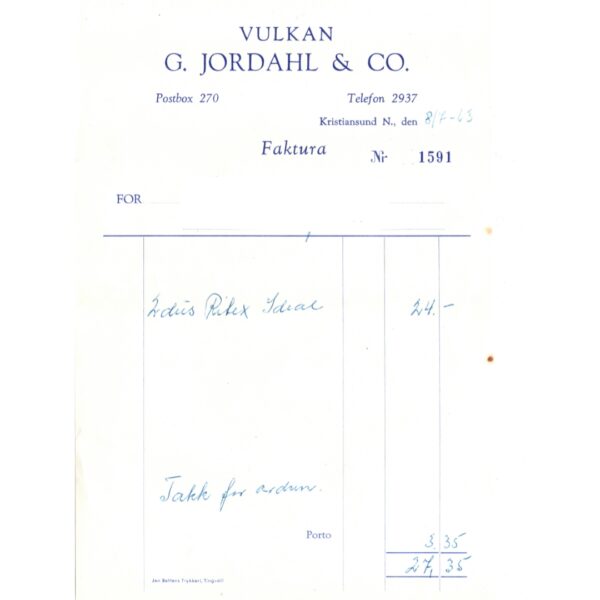 VULKAN
G. JORDAHL & CO.
Postbox 270 Telefon 2937
Kristiansund N., den 8/7-63
Faktura Nr 1591
FOR
2 dus Ritex Ideal 24.-
Takk for ordren.
Porto 3,35
27,35